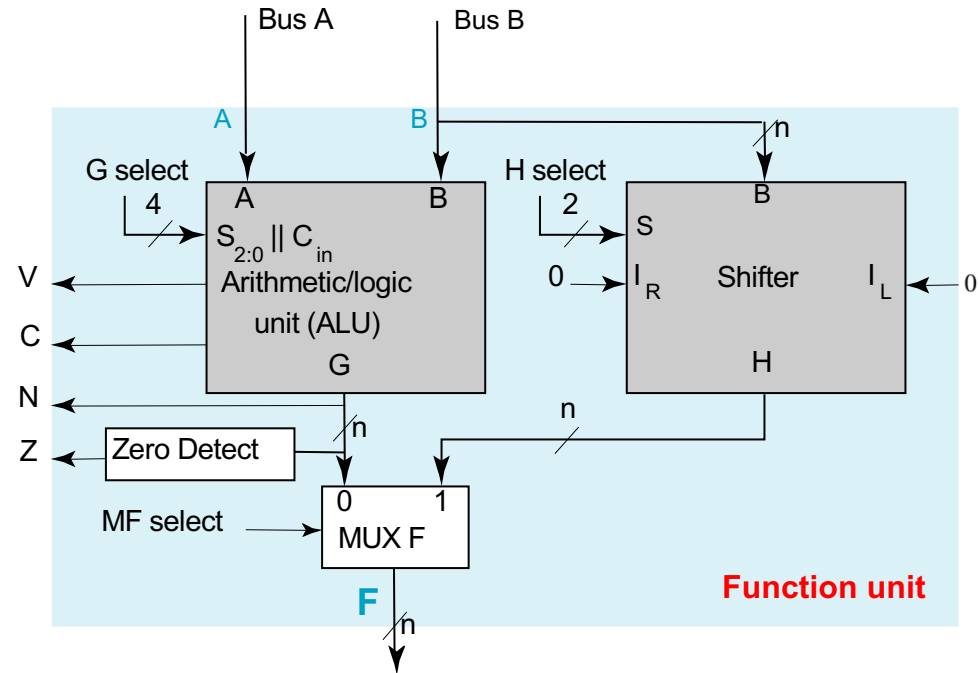 Bus A
Bus B
A
B
n
G select
H select
4
2
A
B
B
S2:0 || Cin
S
V
Arithmetic/logic
unit (ALU)
0
IR
Shifter
IL
0
C
G
H
N
n
n
Z
Zero Detect
0
1
MF select
MUX F
F
n
Function unit